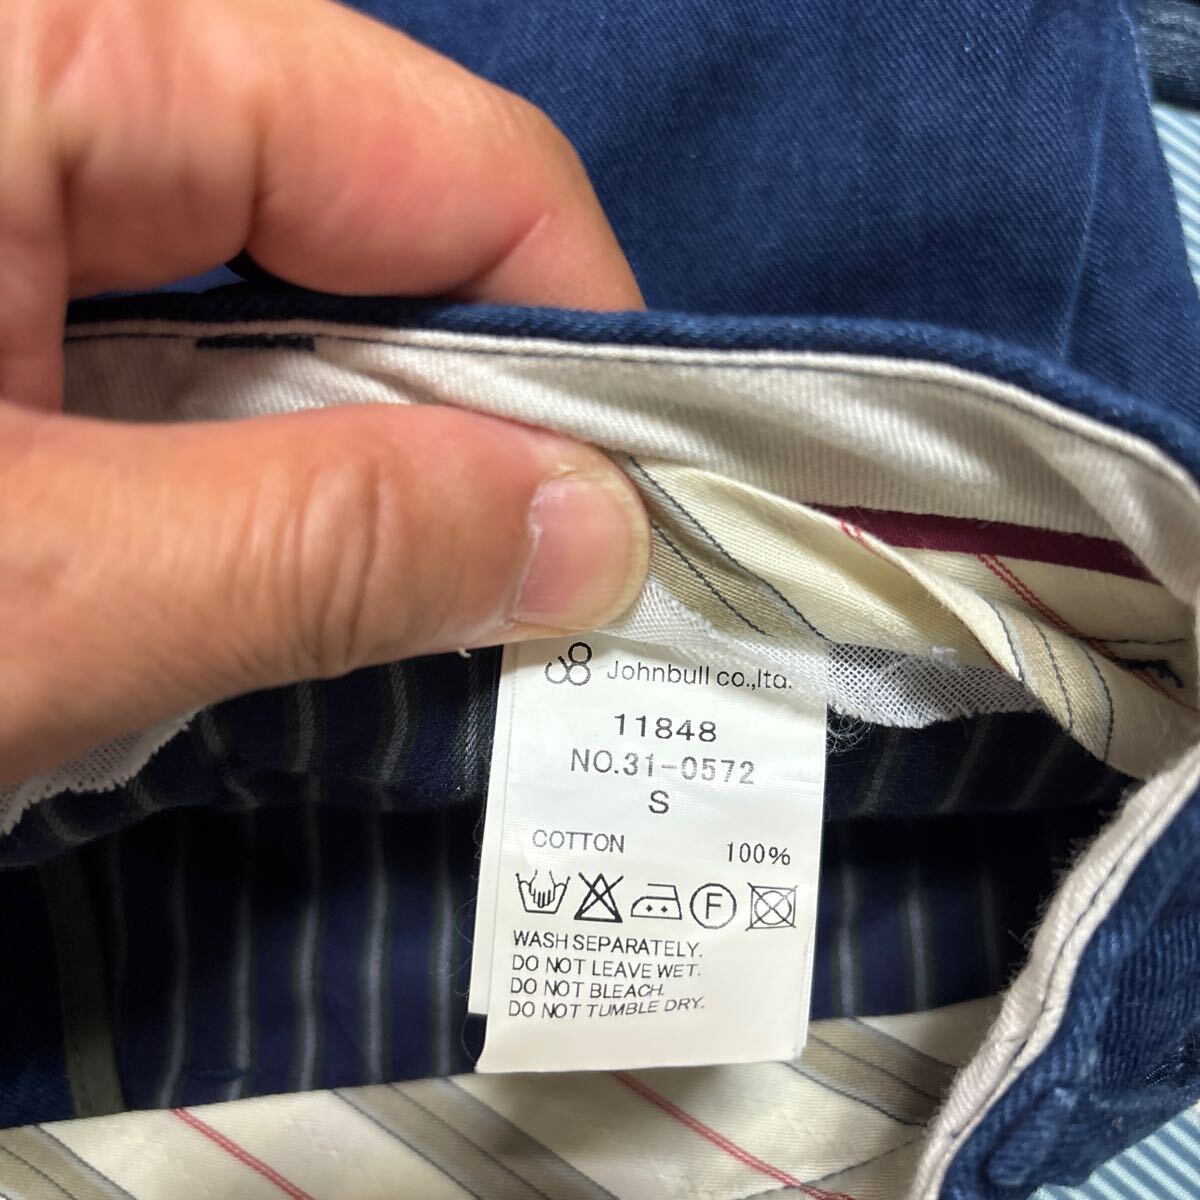 Johnbull co.,ltd.
11848
NO.31-0572
S
COTTON 100%
F
WASH SEPARATELY.
DO NOT LEAVE WET.
DO NOT BLEACH.
DO NOT TUMBLE DRY.